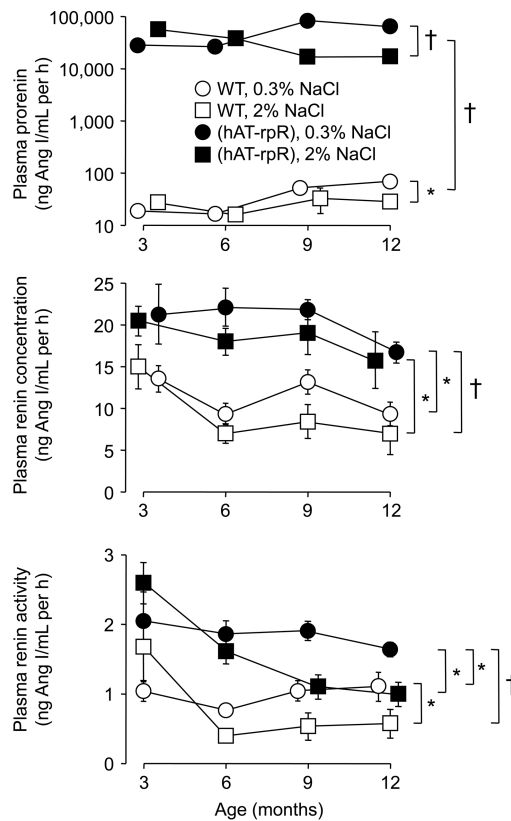 Plasma prorenin
(ng Ang I/mL per h)
100,000
10,000
1,000
100
10
WT, 0.3% NaCl
WT, 2% NaCl
(hAT-rpR), 0.3% NaCl
(hAT-rpR), 2% NaCl
†
†
*
3 6 9 12
Plasma renin concentration
(ng Ang I/mL per h)
25
20
15
10
5
0
* * †
3 6 9 12
Plasma renin activity
(ng Ang I/mL per h)
3
2
1
0
* * * †
3 6 9 12
Age (months)